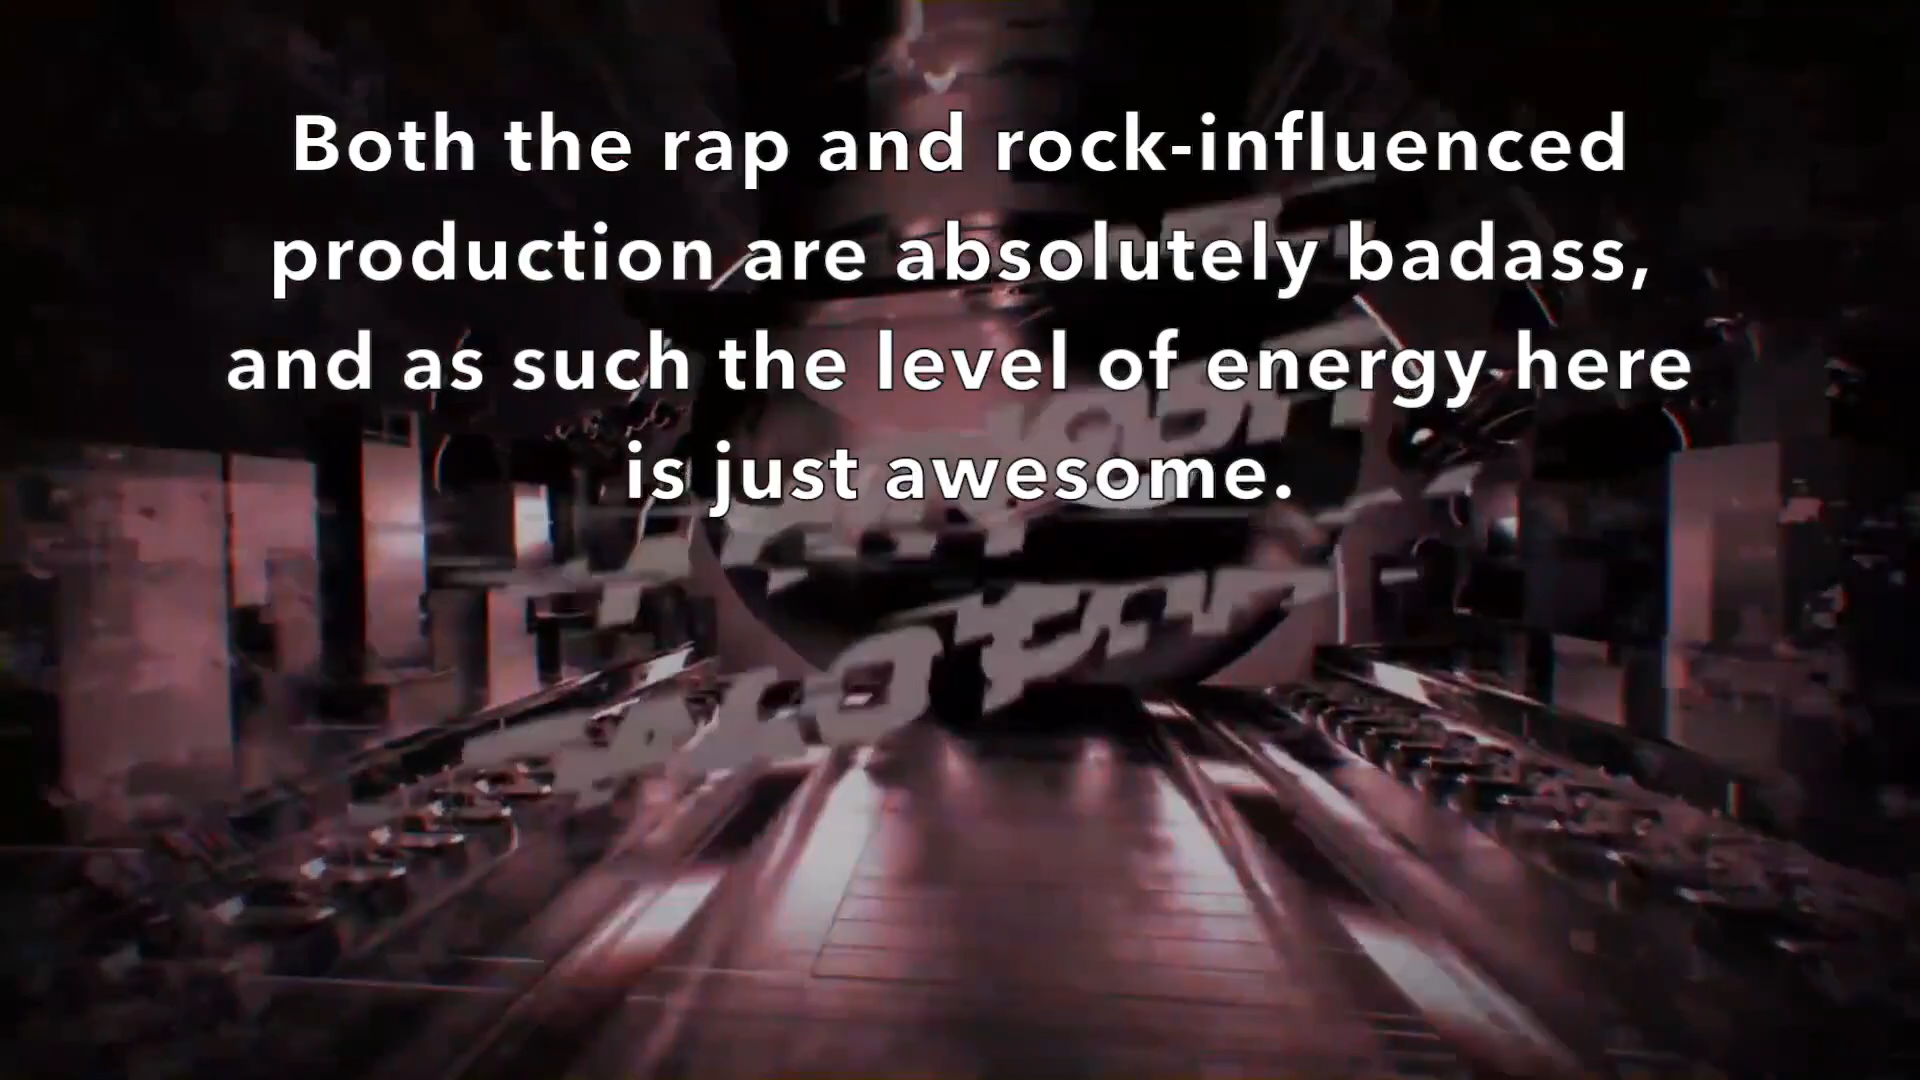 Both the rap and rock-influenced
production are absolutely badass,
and as such the level of energy here
is just awesome.